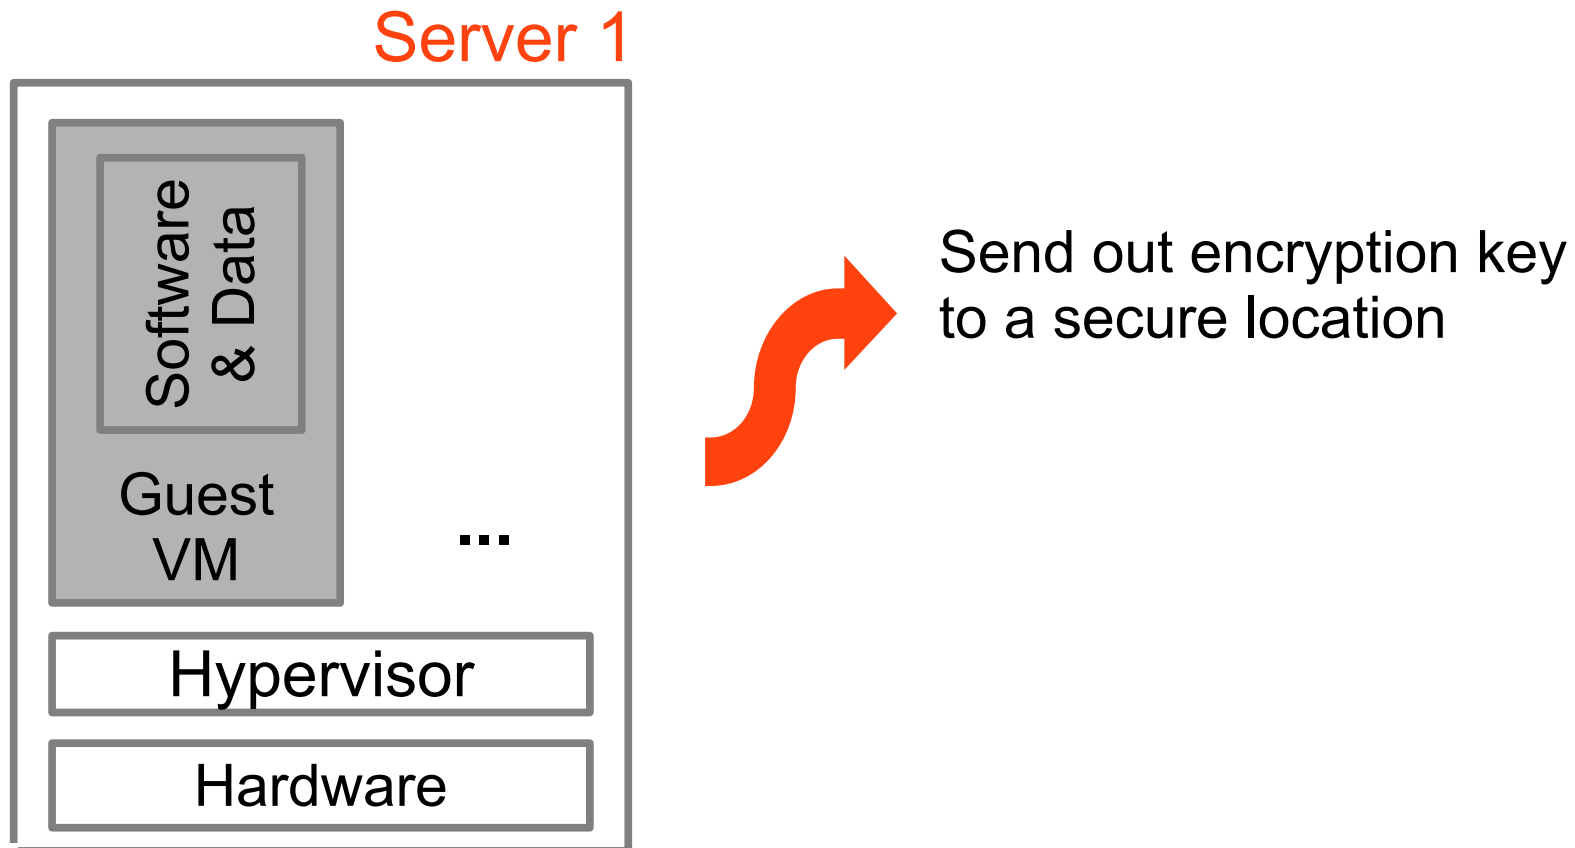 Server 1
Software
& Data
Guest
VM
...
Hypervisor
Hardware
Send out encryption key
to a secure location